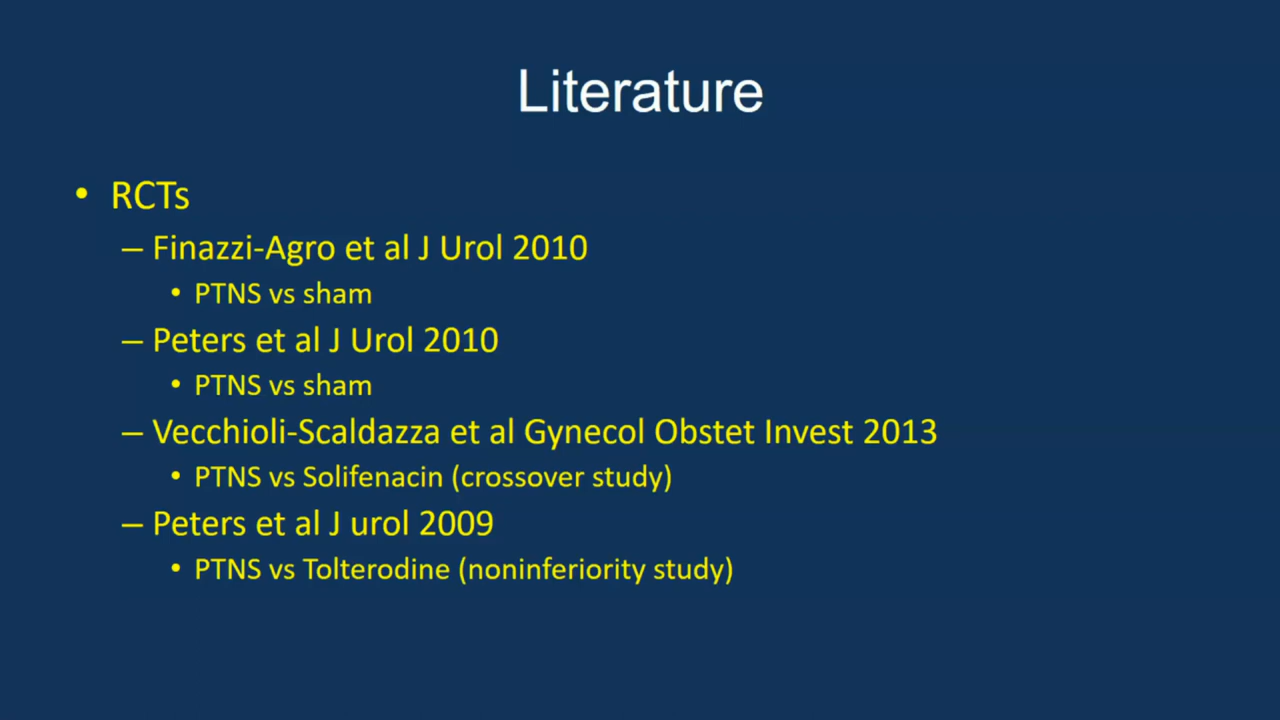 Literature
• RCTs
– Finazzi-Agro et al J Urol 2010
• PTNS vs sham
– Peters et al J Urol 2010
• PTNS vs sham
– Vecchioli-Scaldazza et al Gynecol Obstet Invest 2013
• PTNS vs Solifenacin (crossover study)
– Peters et al J urol 2009
• PTNS vs Tolterodine (noninferiority study)